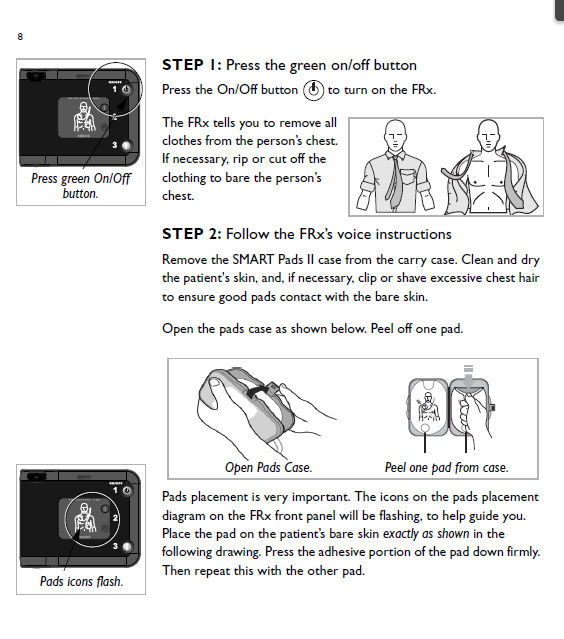 8
STEP 1: Press the green on/off button
Press the On/Off button to turn on the FRx.
The FRx tells you to remove all
clothes from the person's chest.
If necessary, rip or cut off the
clothing to bare the person's
chest.
ON/OFF
1
2
3
Press green On/Off
button.
STEP 2: Follow the FRx's voice instructions
Remove the SMART Pads II case from the carry case. Clean and dry
the patient's skin, and, if necessary, clip or shave excessive chest hair
to ensure good pads contact with the bare skin.
Open the pads case as shown below. Peel off one pad.
Open Pads Case.
Peel one pad from case.
ON/OFF
1
2
3
Pads icons flash.
Pads placement is very important. The icons on the pads placement
diagram on the FRx front panel will be flashing, to help guide you.
Place the pad on the patient's bare skin exactly as shown in the
following drawing. Press the adhesive portion of the pad down firmly.
Then repeat this with the other pad.